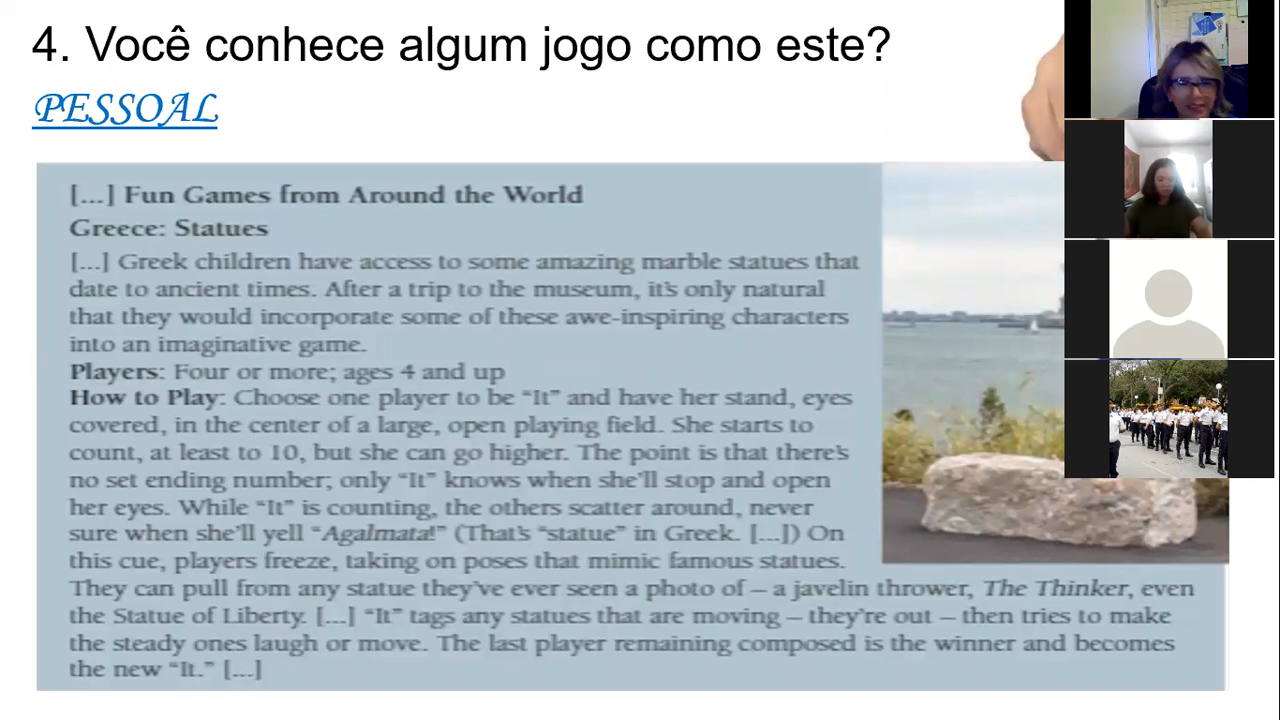 4. Você conhece algum jogo como este?
PESSOAL
[...] Fun Games from Around the World
Greece: Statues
[...] Greek children have access to some amazing marble statues that
date to ancient times. After a trip to the museum, it's only natural
that they would incorporate some of these awe-inspiring characters
into an imaginative game.
Players: Four or more; ages 4 and up
How to Play: Choose one player to be “It” and have her stand, eyes
covered, in the center of a large, open playing field. She starts to
count, at least to 10, but she can go higher. The point is that there's
no set ending number; only “It” knows when she'll stop and open
her eyes. While “It” is counting, the others scatter around, never
sure when she'll yell “Agalmata!” (That's “statue” in Greek. [...]) On
this cue, players freeze, taking on poses that mimic famous statues.
They can pull from any statue they've ever seen a photo of – a javelin thrower, The Thinker, even
the Statue of Liberty. [...] “It” tags any statues that are moving – they're out – then tries to make
the steady ones laugh or move. The last player remaining composed is the winner and becomes
the new “It.” [...]